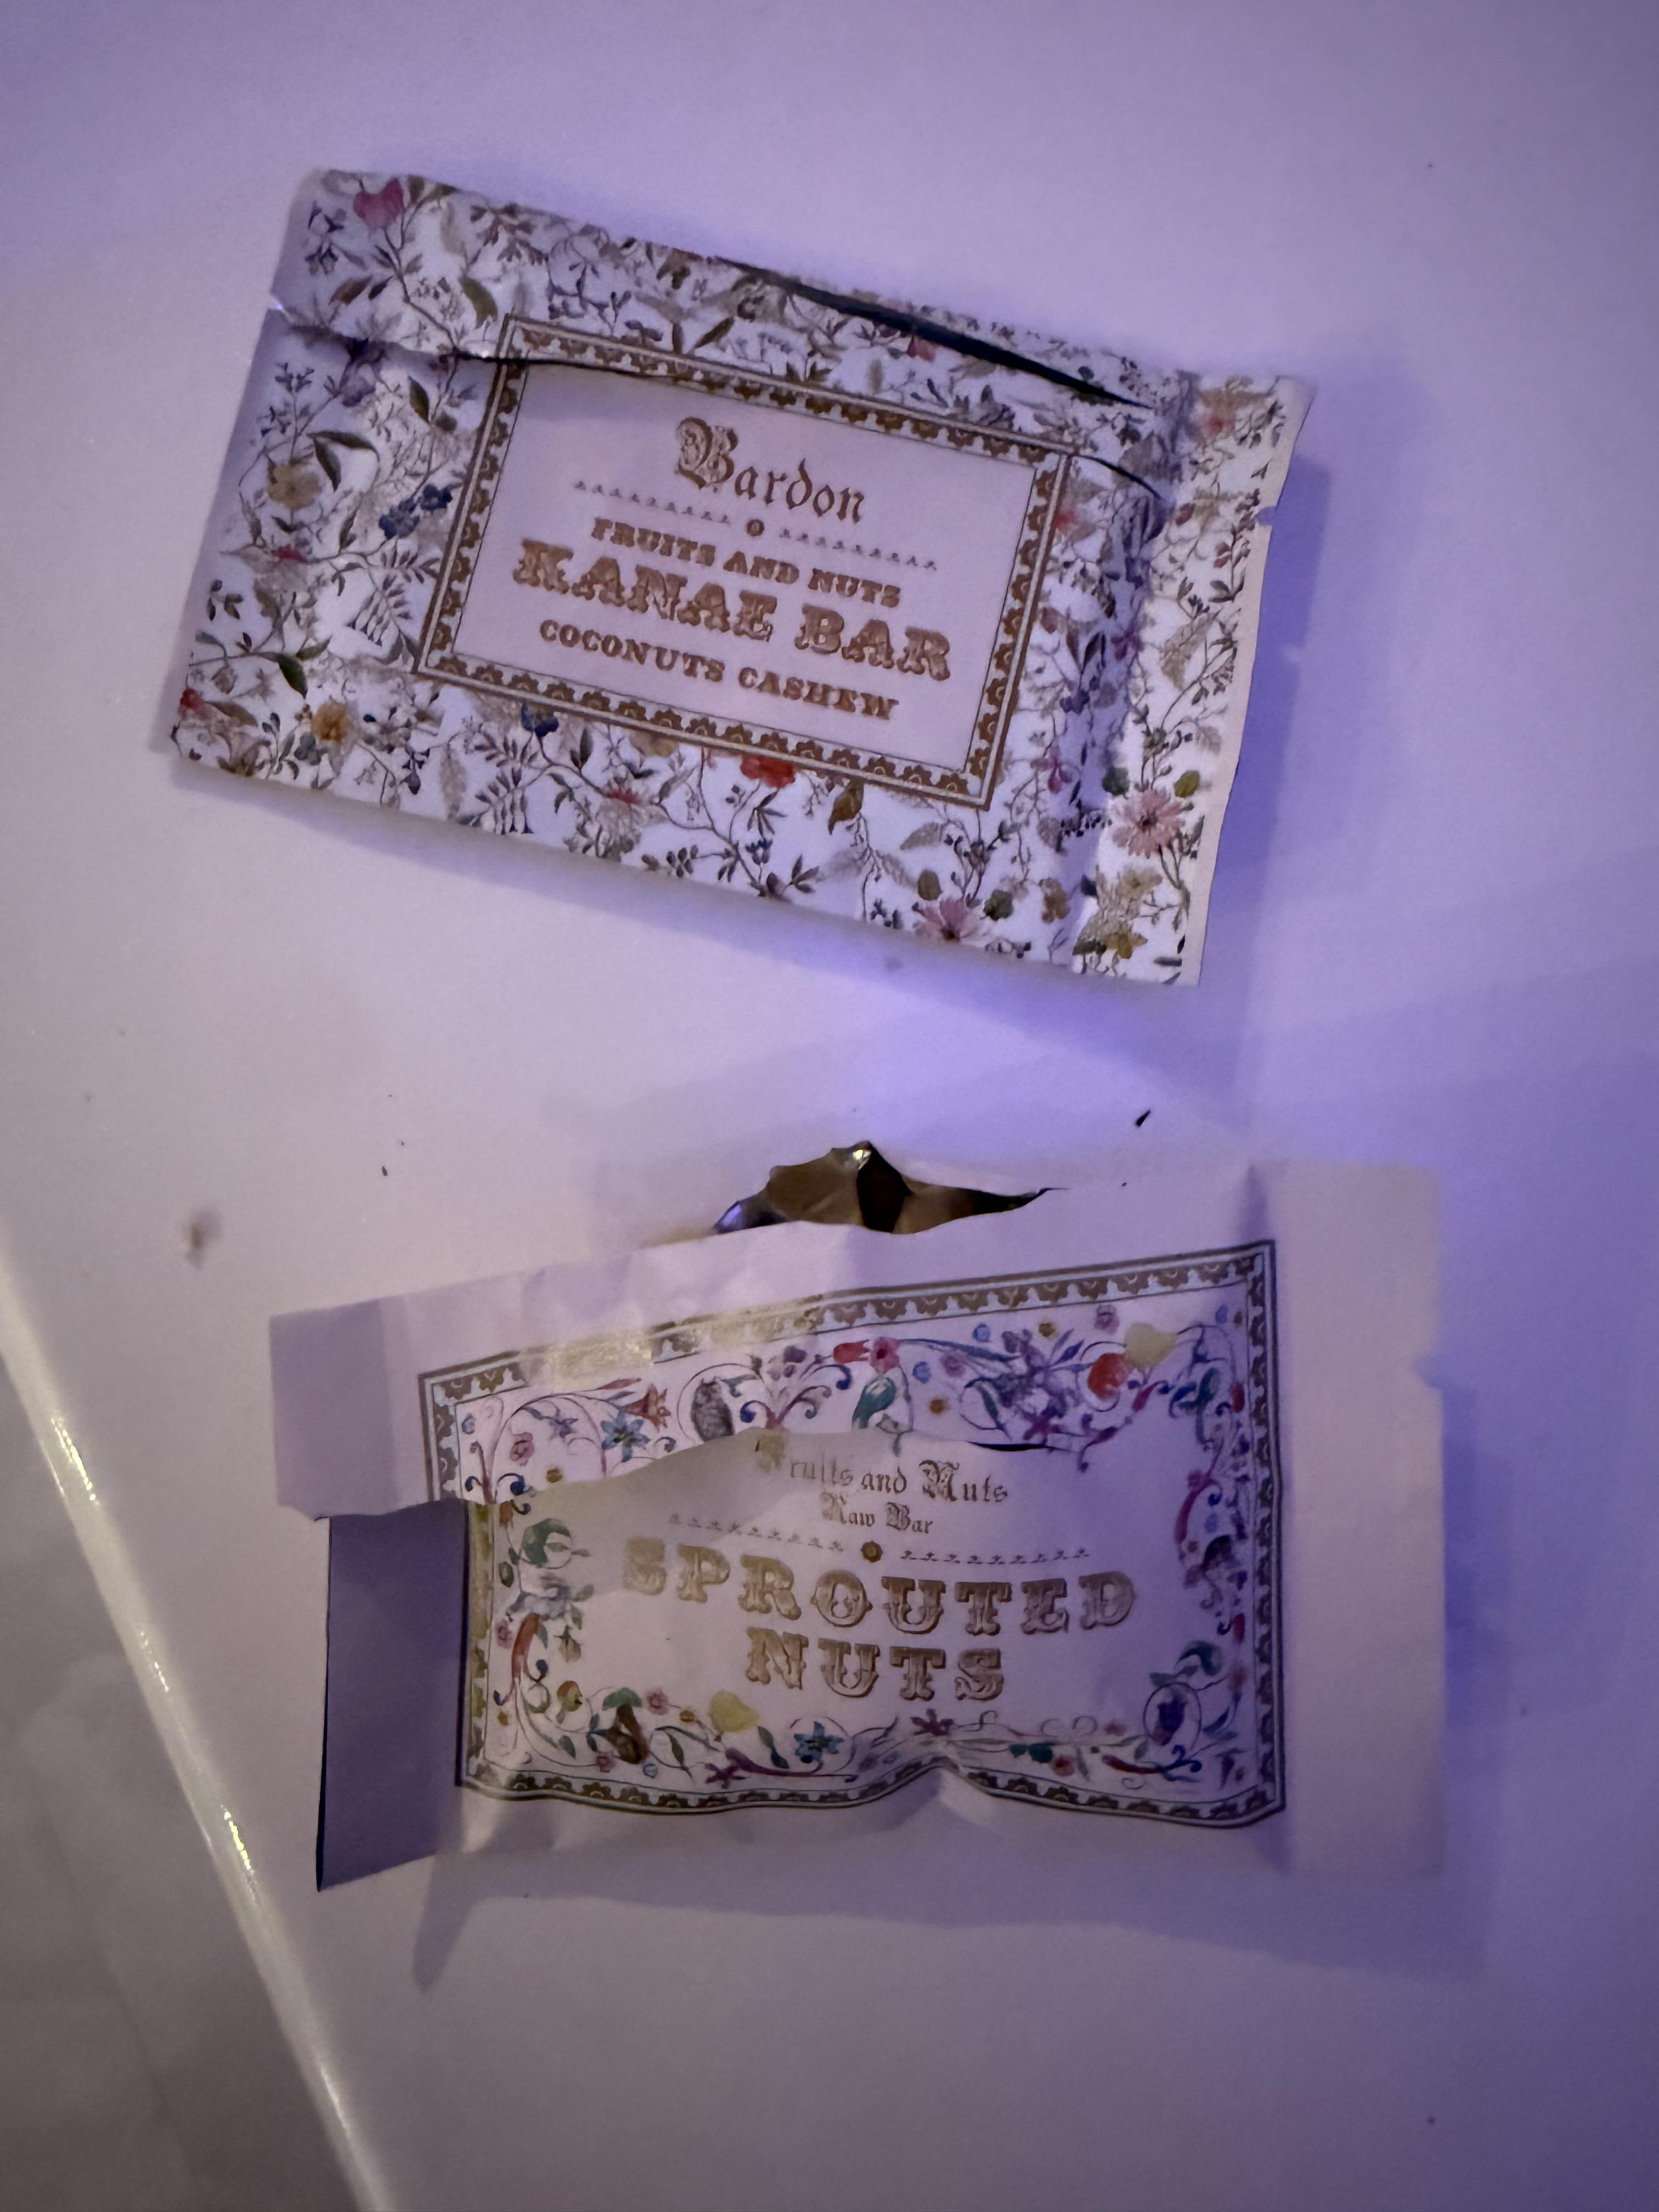 Bardon
FRUITS AND NUTS
KANAE BAR
COCONUTS CASHEW
Fruits and Nuts
Raw Bar
SPROUTED
NUTS